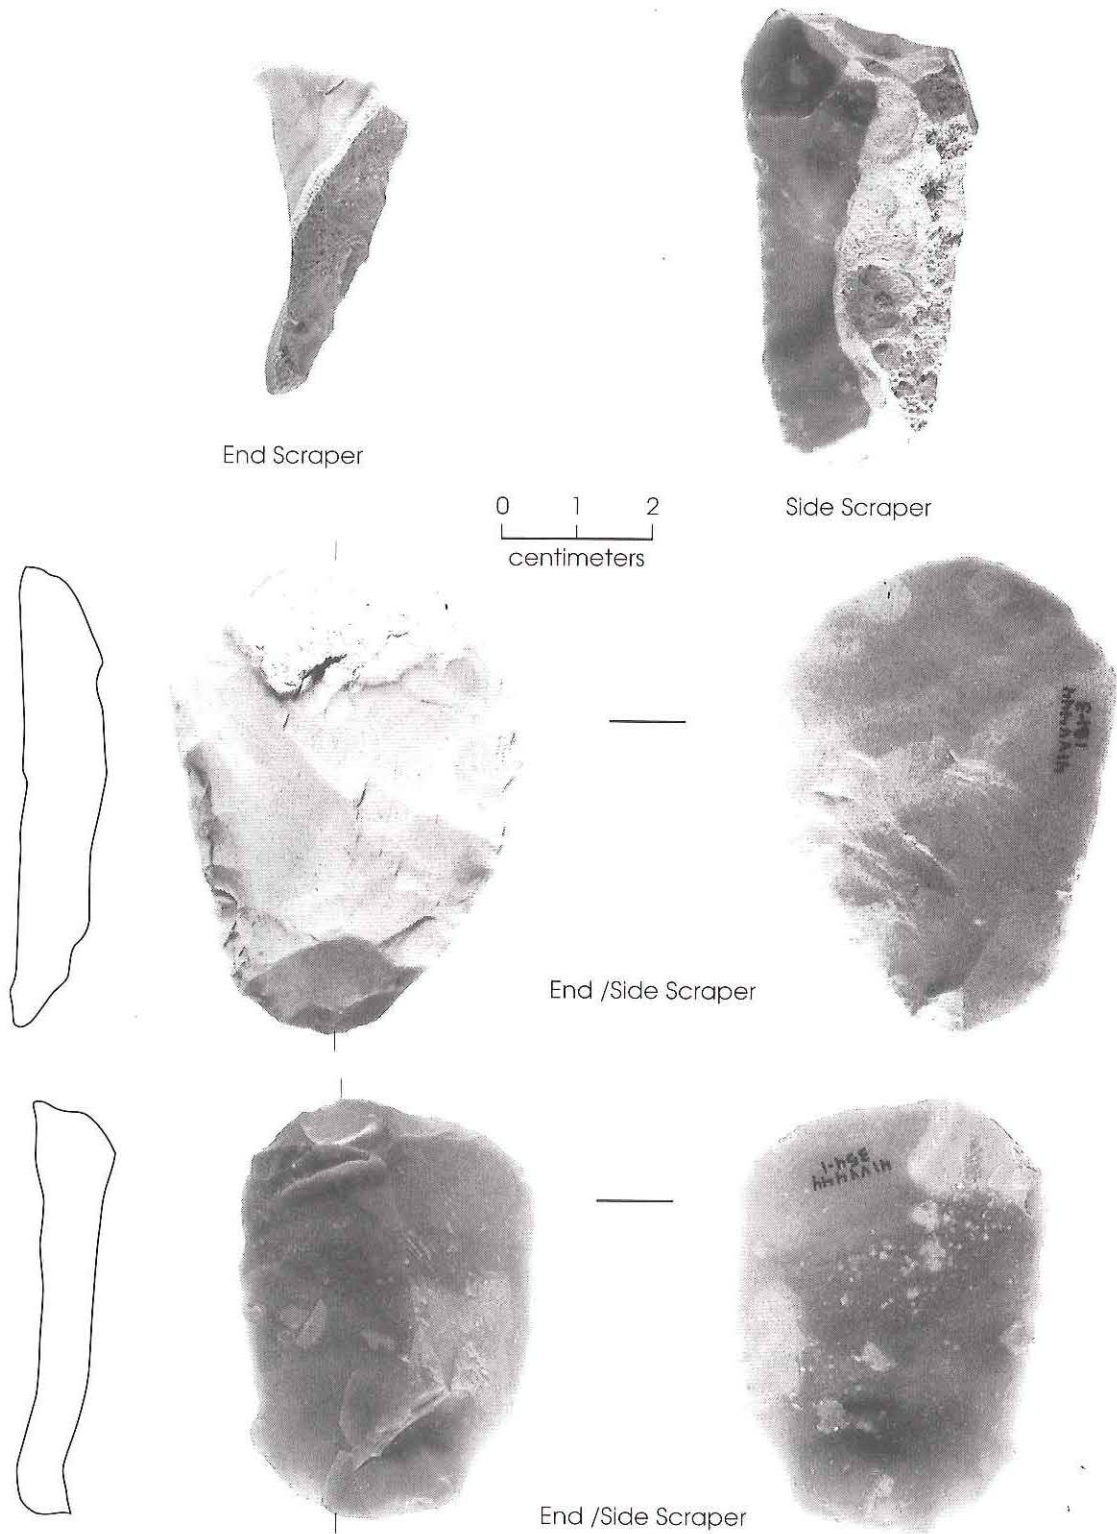 End Scraper
Side Scraper
0 1 2
centimeters
End /Side Scraper
End /Side Scraper